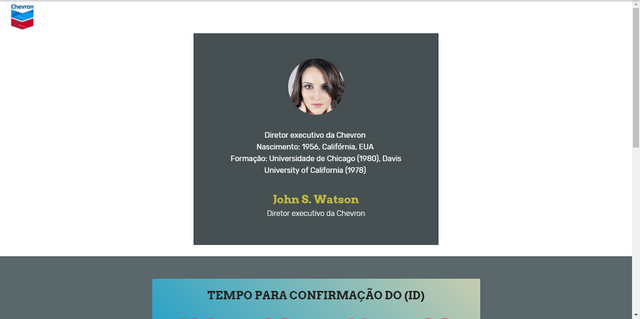 Chevron
Diretor executivo da Chevron
Nascimento: 1956, Califórnia, EUA
Formação: Universidade de Chicago (1980), Davis
University of California (1978)
John S. Watson
Diretor executivo da Chevron
TEMPO PARA CONFIRMAÇÃO DO (ID)